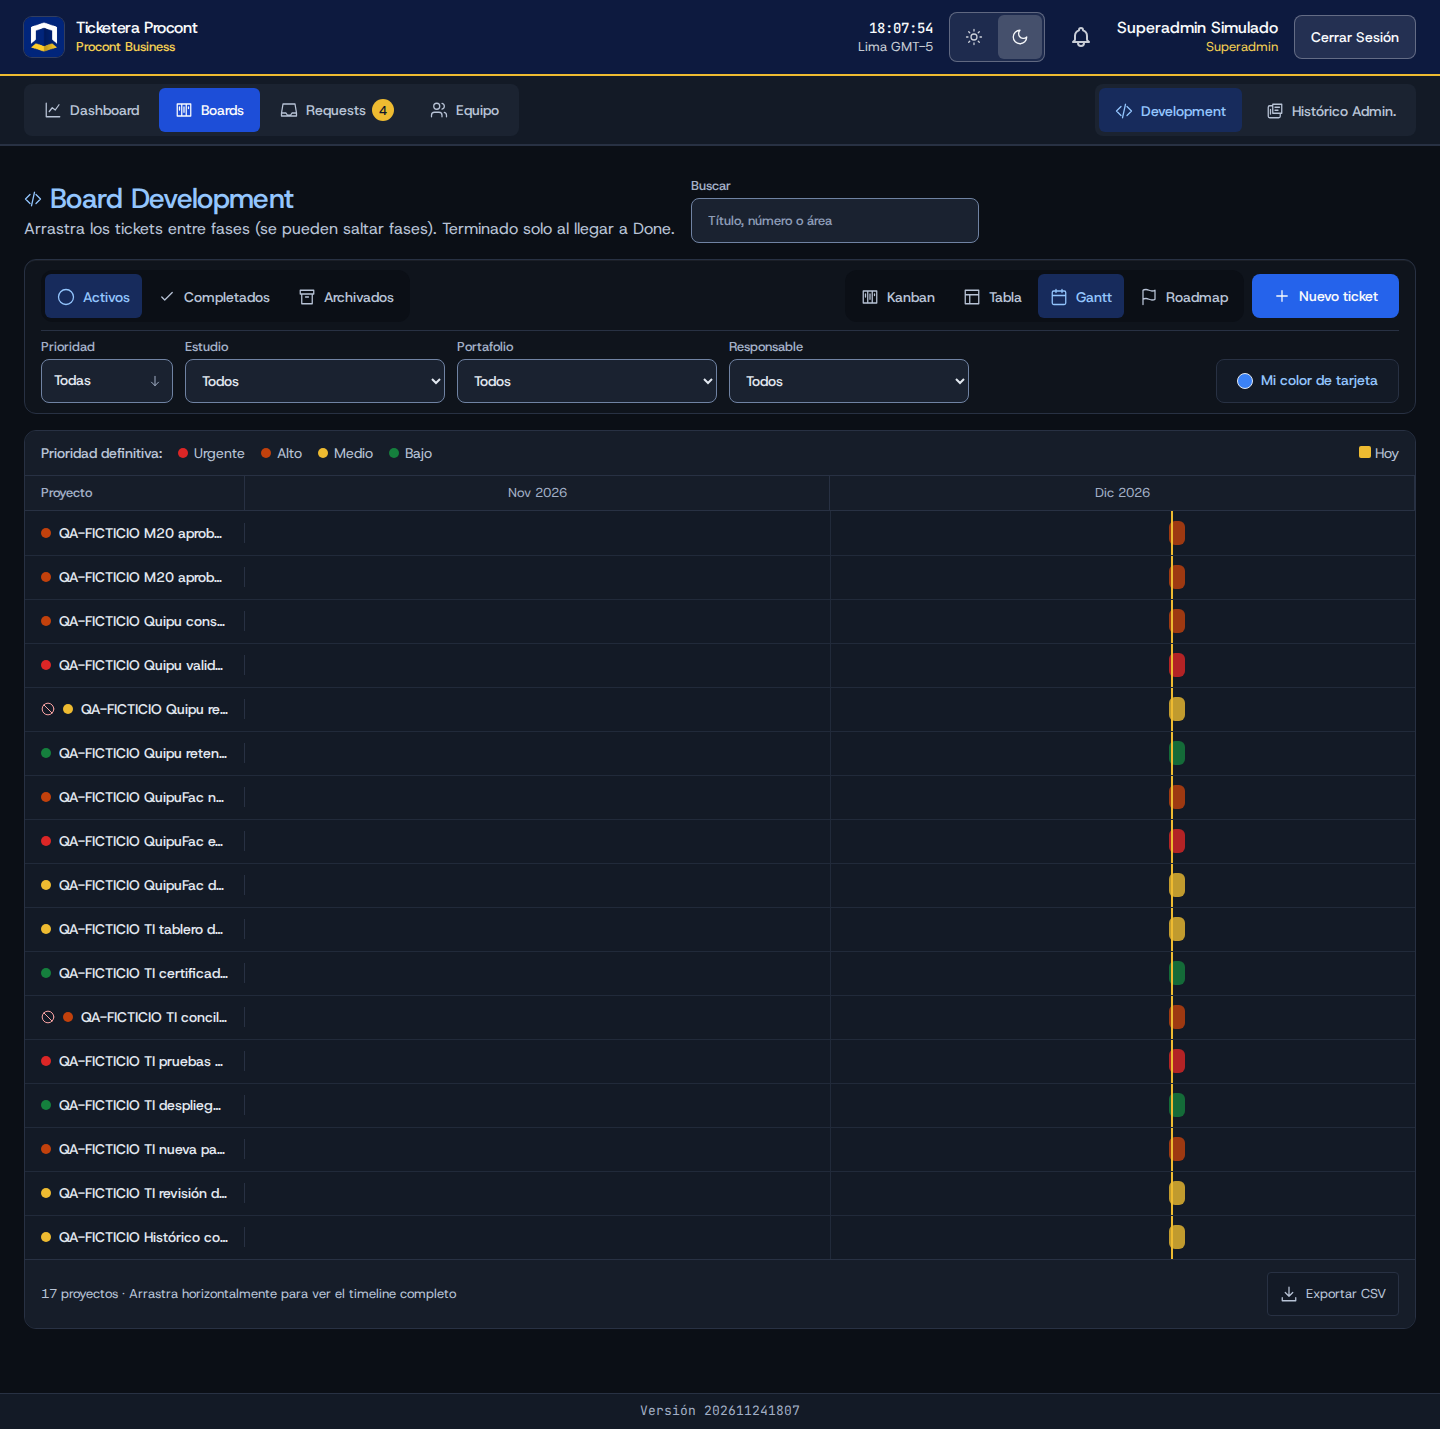 Ticketera Procont
Procont Business
18:07:54
Lima GMT-5
Superadmin Simulado
Superadmin
Cerrar Sesión
Dashboard
Boards
Requests 4
Equipo
Development
Histórico Admin.
Board Development
Arrastra los tickets entre fases (se pueden saltar fases). Terminado solo al llegar a Done.
Buscar
Título, número o área
Activos
Completados
Archivados
Kanban
Tabla
Gantt
Roadmap
Nuevo ticket
Prioridad
Todas
Estudio
Todos
Portafolio
Todos
Responsable
Todos
Mi color de tarjeta
Prioridad definitiva: Urgente Alto Medio Bajo
Hoy
Proyecto
Nov 2026
Dic 2026
QA-FICTICIO M20 aprob...
QA-FICTICIO M20 aprob...
QA-FICTICIO Quipu cons...
QA-FICTICIO Quipu valid...
QA-FICTICIO Quipu re...
QA-FICTICIO Quipu reten...
QA-FICTICIO QuipuFac n...
QA-FICTICIO QuipuFac e...
QA-FICTICIO QuipuFac d...
QA-FICTICIO TI tablero d...
QA-FICTICIO TI certificad...
QA-FICTICIO TI concil...
QA-FICTICIO TI pruebas ...
QA-FICTICIO TI desplieg...
QA-FICTICIO TI nueva pa...
QA-FICTICIO TI revisión d...
QA-FICTICIO Histórico co...
17 proyectos · Arrastra horizontalmente para ver el timeline completo
Exportar CSV
Versión 202611241807